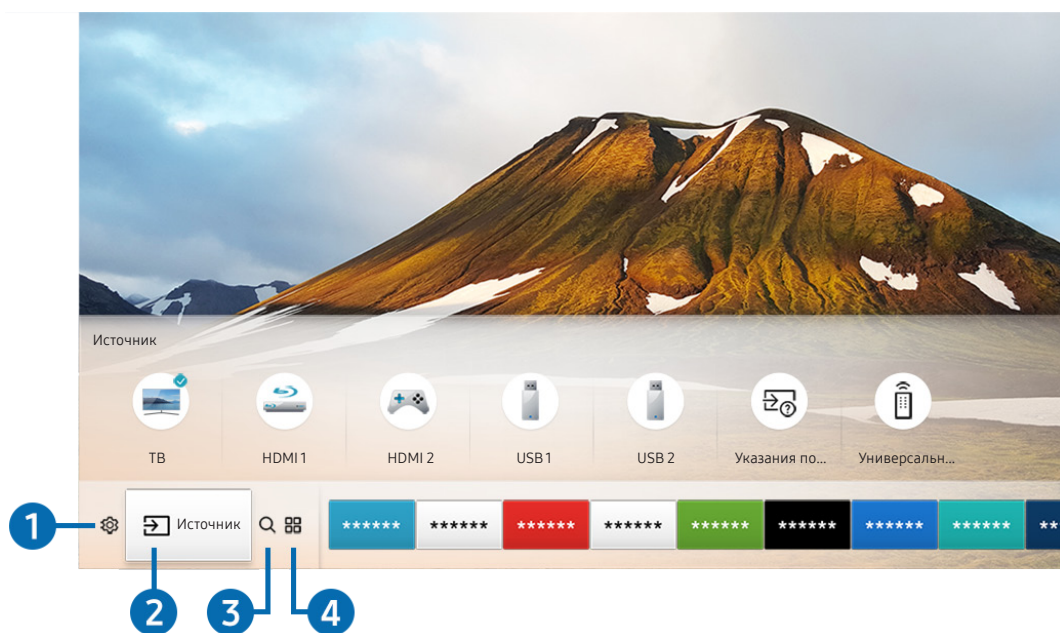 Источник
ТВ
HDMI 1
HDMI 2
USB 1
USB 2
Указания по...
Универсальн...
1
Источник
****** ****** ****** ****** ****** ****** ****** ****** **
2
3
4